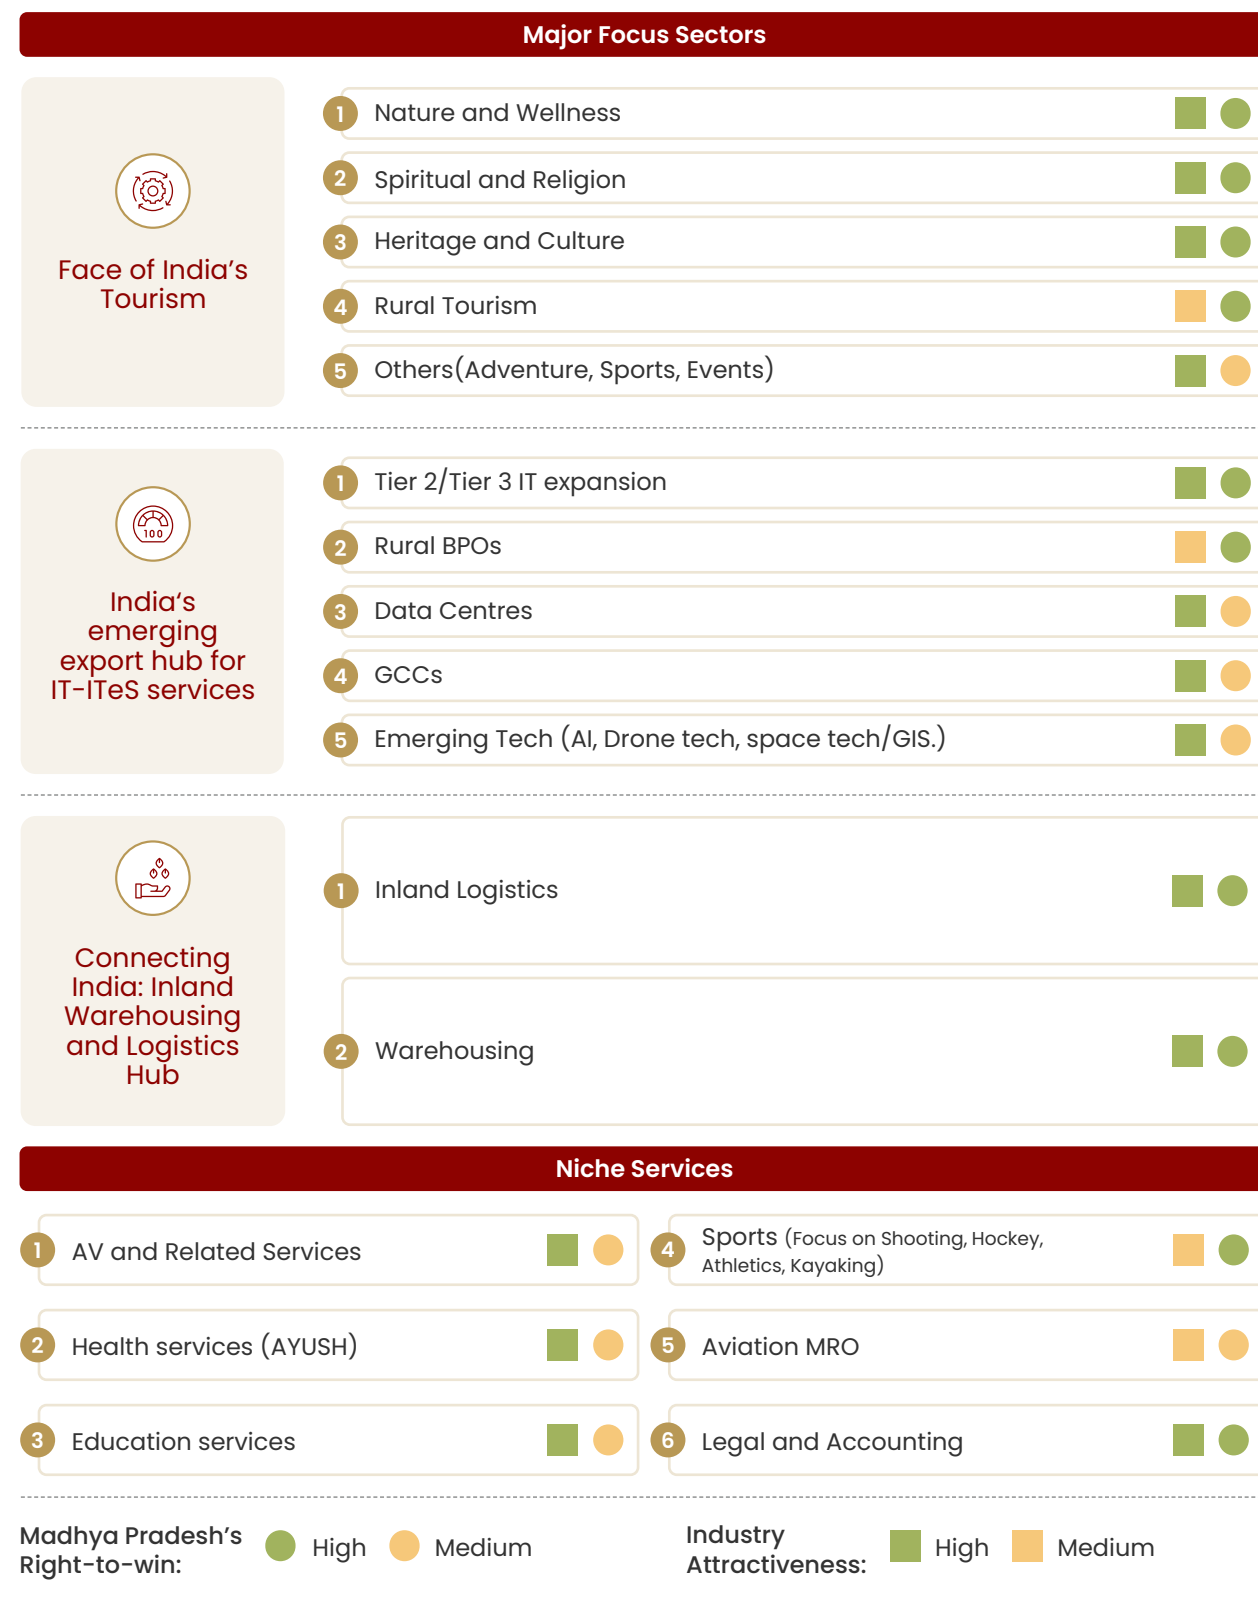 Major Focus Sectors
Face of India’s
Tourism
1 Nature and Wellness
2 Spiritual and Religion
3 Heritage and Culture
4 Rural Tourism
5 Others(Adventure, Sports, Events)
100
India‘s
emerging
export hub for
IT-ITeS services
1 Tier 2/Tier 3 IT expansion
2 Rural BPOs
3 Data Centres
4 GCCs
5 Emerging Tech (AI, Drone tech, space tech/GIS.)
Connecting
India: Inland
Warehousing
and Logistics
Hub
1 Inland Logistics
2 Warehousing
Niche Services
1 AV and Related Services
2 Health services (AYUSH)
3 Education services
4 Sports (Focus on Shooting, Hockey,
Athletics, Kayaking)
5 Aviation MRO
6 Legal and Accounting
Madhya Pradesh’s
Right-to-win:
High
Medium
Industry
Attractiveness:
High
Medium